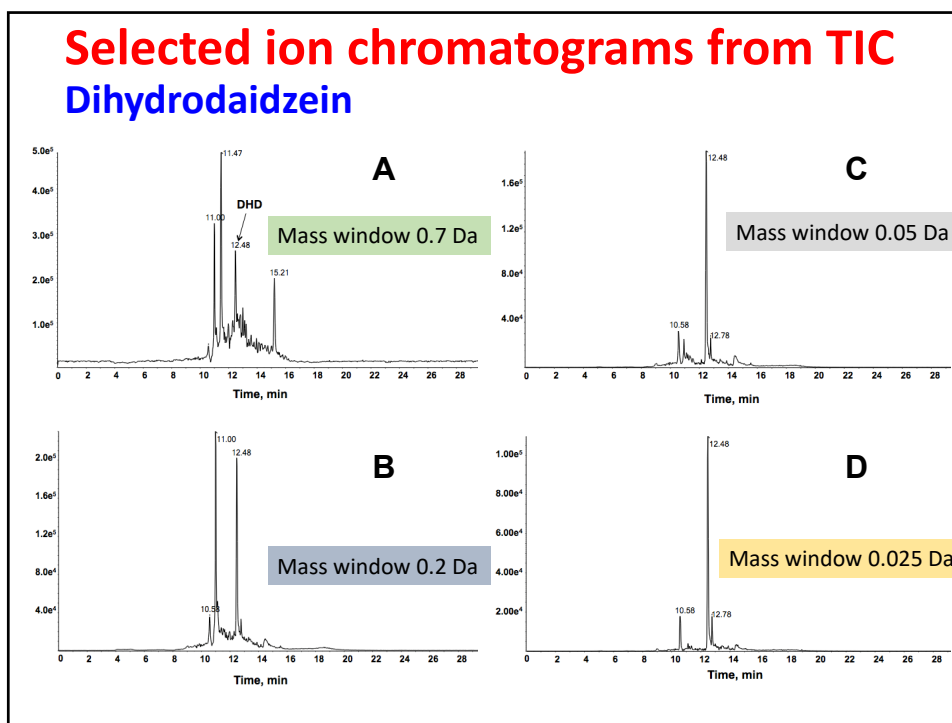 Selected ion chromatograms from TIC
Dihydrodaidzein
A
5.0e⁵
4.0e⁵
3.0e⁵
2.0e⁵
1.0e⁵
11.47
11.00
DHD
12.48
15.21
Mass window 0.7 Da
0 2 4 6 8 10 12 14 16 18 20 22 24 26 28
Time, min
C
1.6e⁵
1.2e⁵
8.0e⁴
4.0e⁴
12.48
10.58
12.78
Mass window 0.05 Da
0 2 4 6 8 10 12 14 16 18 20 22 24 26 28
Time, min
B
2.0e⁵
1.6e⁵
1.2e⁵
8.0e⁴
4.0e⁴
11.00
12.48
10.58
Mass window 0.2 Da
0 2 4 6 8 10 12 14 16 18 20 22 24 26 28
Time, min
D
1.00e⁵
8.00e⁴
6.00e⁴
4.00e⁴
2.00e⁴
12.48
10.58
12.78
Mass window 0.025 Da
0 2 4 6 8 10 12 14 16 18 20 22 24 26 28
Time, min